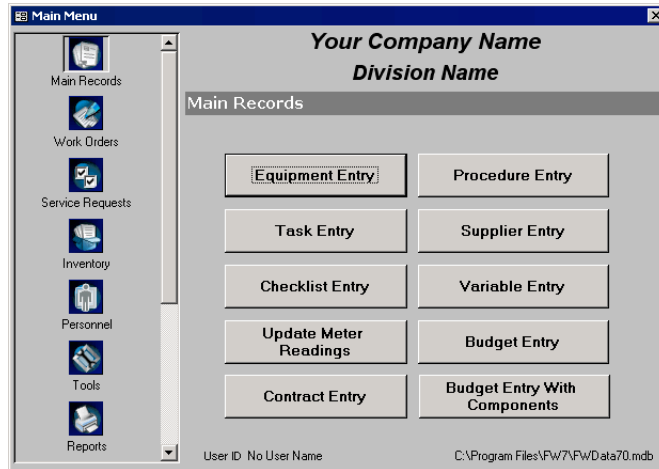 Main Menu
Your Company Name
Division Name
Main Records
Main Records
Work Orders
Service Requests
Inventory
Personnel
Tools
Reports
Equipment Entry
Procedure Entry
Task Entry
Supplier Entry
Checklist Entry
Variable Entry
Update Meter
Readings
Budget Entry
Contract Entry
Budget Entry With
Components
User ID No User Name
C:\Program Files\FW7\FWData70.mdb